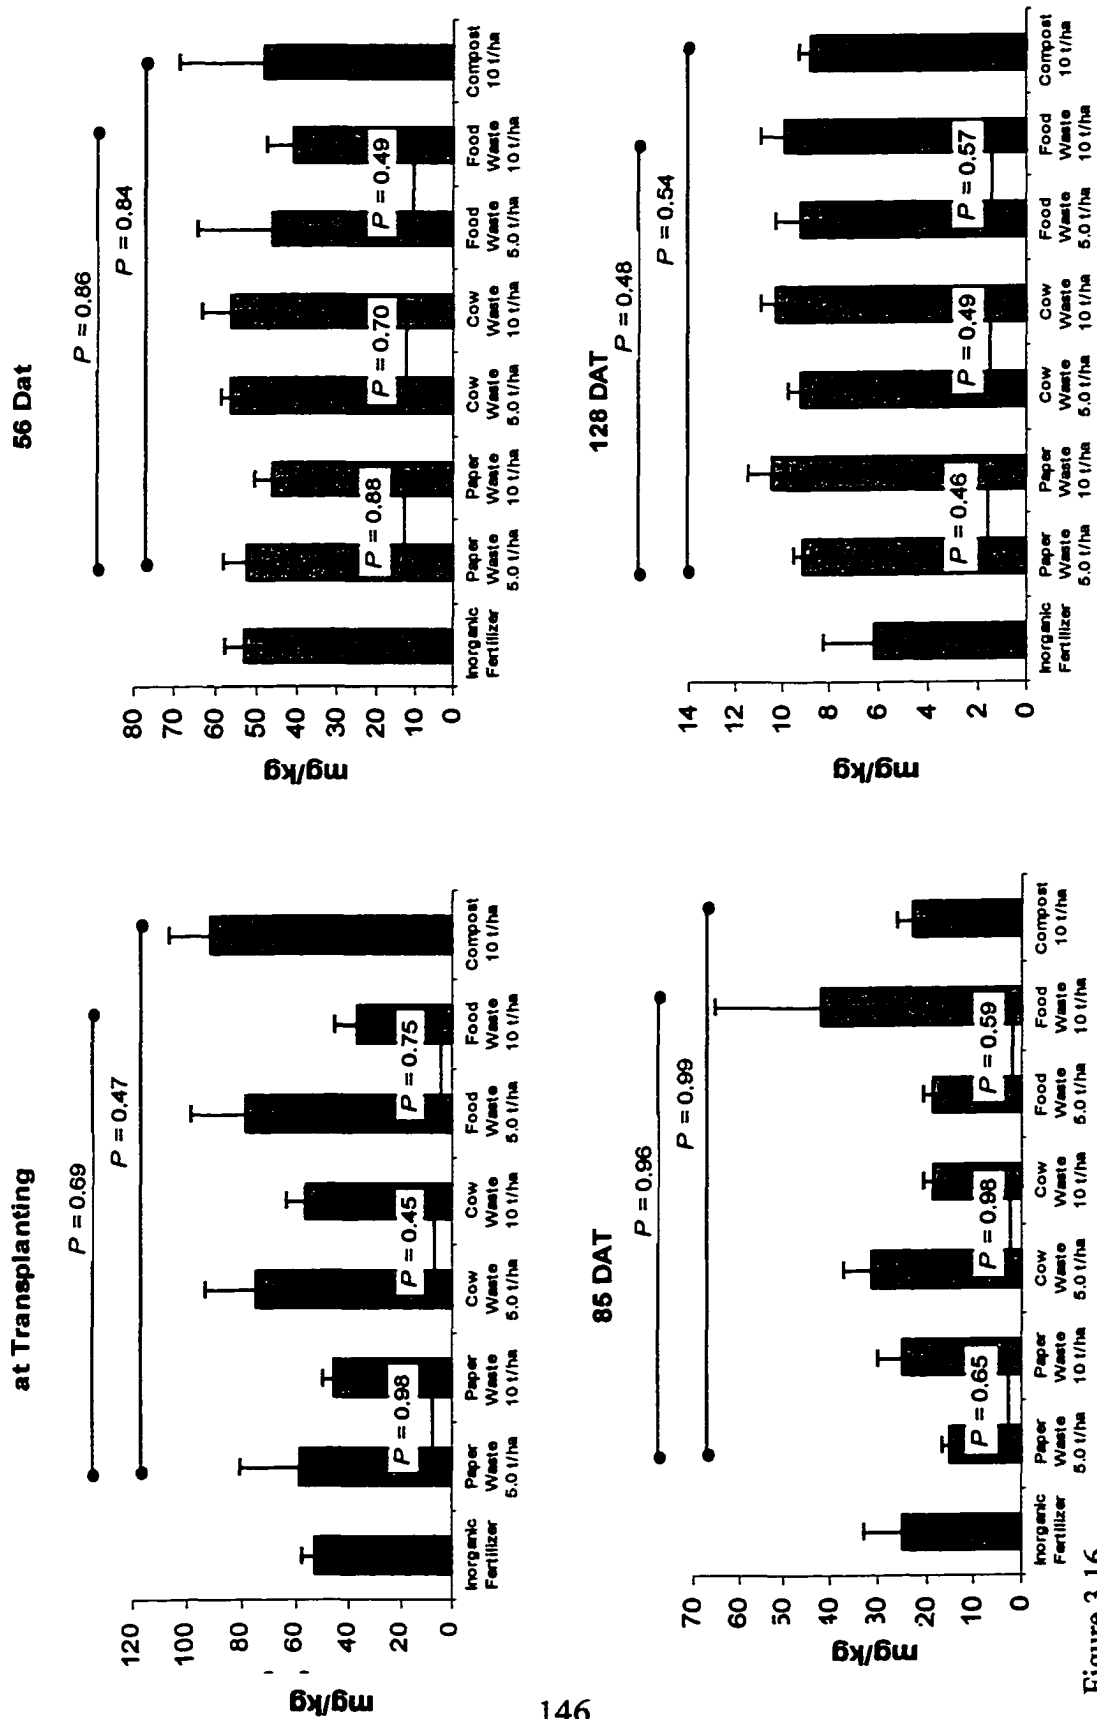 at Transplanting
P = 0.69
P = 0.47
mg/kg
120
100
80
60
40
20
0
P = 0.98
P = 0.45
P = 0.75
Inorganic
Fertilizer
Paper
Waste
5.0 t/ha
Paper
Waste
10 t/ha
Cow
Waste
5.0 t/ha
Cow
Waste
10 t/ha
Food
Waste
5.0 t/ha
Food
Waste
10 t/ha
Compost
10 t/ha
56 Dat
P = 0.86
P = 0.84
mg/kg
80
70
60
50
40
30
20
10
0
P = 0.88
P = 0.70
P = 0.49
Inorganic
Fertilizer
Paper
Waste
5.0 t/ha
Paper
Waste
10 t/ha
Cow
Waste
5.0 t/ha
Cow
Waste
10 t/ha
Food
Waste
5.0 t/ha
Food
Waste
10 t/ha
Compost
10 t/ha
85 DAT
P = 0.96
P = 0.99
mg/kg
70
60
50
40
30
20
10
0
P = 0.65
P = 0.98
P = 0.59
Inorganic
Fertilizer
Paper
Waste
5.0 t/ha
Paper
Waste
10 t/ha
Cow
Waste
5.0 t/ha
Cow
Waste
10 t/ha
Food
Waste
5.0 t/ha
Food
Waste
10 t/ha
Compost
10 t/ha
128 DAT
P = 0.48
P = 0.54
mg/kg
14
12
10
8
6
4
2
0
P = 0.46
P = 0.49
P = 0.57
Inorganic
Fertilizer
Paper
Waste
5.0 t/ha
Paper
Waste
10 t/ha
Cow
Waste
5.0 t/ha
Cow
Waste
10 t/ha
Food
Waste
5.0 t/ha
Food
Waste
10 t/ha
Compost
10 t/ha
Figure 3.16
146